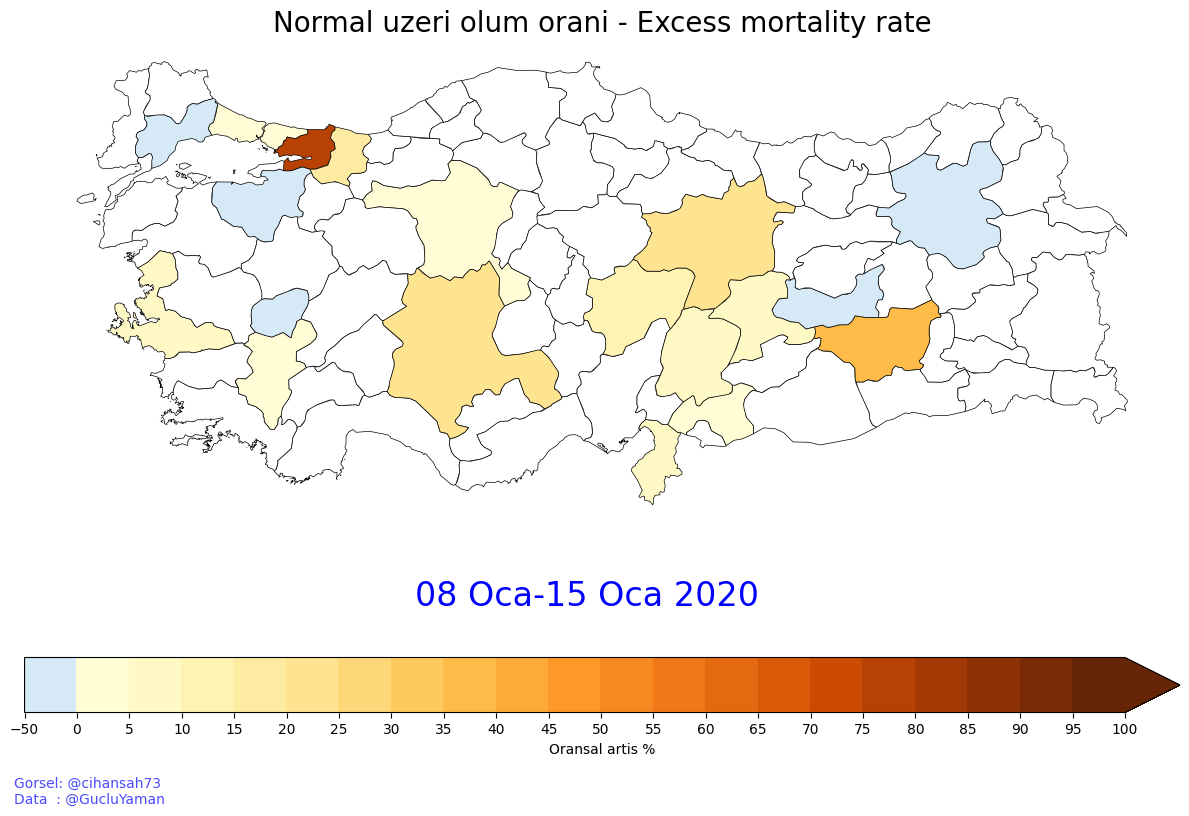 Normal uzeri olum orani - Excess mortality rate
08 Oca-15 Oca 2020
−50 0 5 10 15 20 25 30 35 40 45 50 55 60 65 70 75 80 85 90 95 100
Oransal artis %
Gorsel: @cihansah73
Data  : @GucluYaman